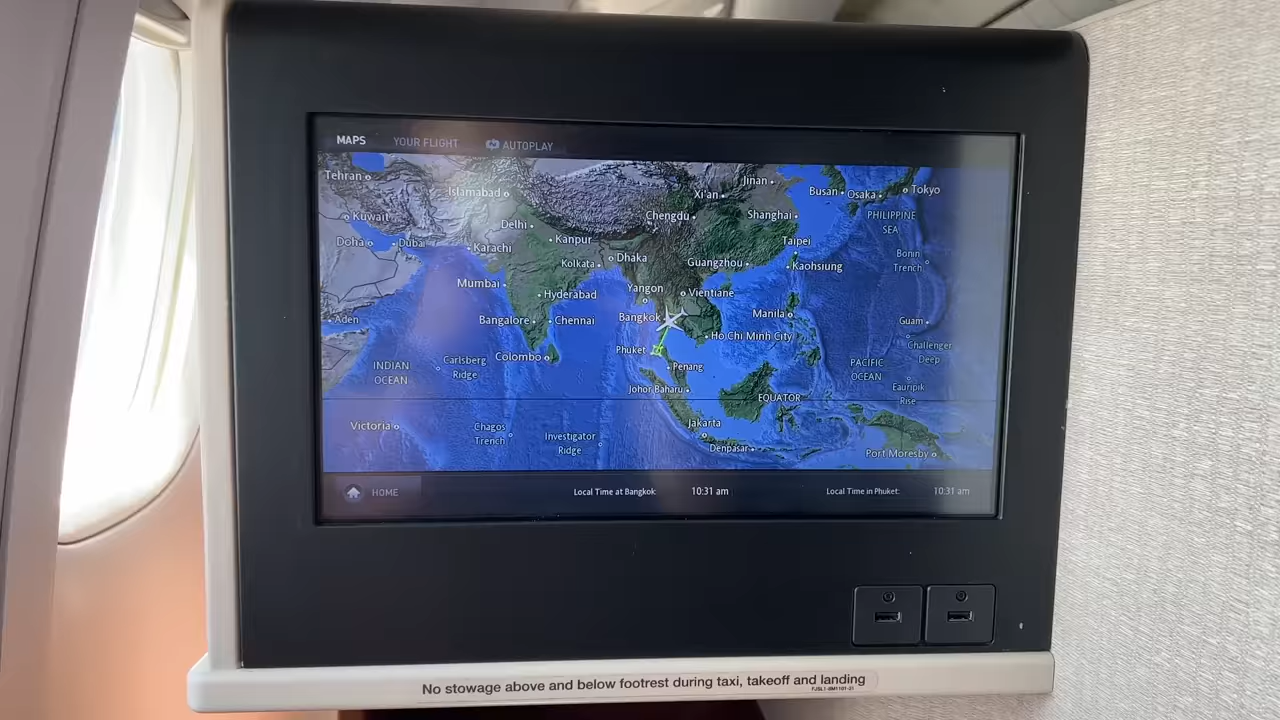 MAPS YOUR FLIGHT AUTOPLAY
Tehran
Islamabad
Xi'an
Jinan
Busan
Osaka
Tokyo
Kuwait
Delhi
Chengdu
Shanghai
PHILIPPINE
SEA
Doha
Dubai
Karachi
Kanpur
Kolkata
Dhaka
Guangzhou
Taipei
Kaohsiung
Bonin
Trench
Mumbai
Hyderabad
Yangon
Vientiane
Aden
Bangalore
Chennai
Bangkok
Manila
Guam
Ho Chi Minh City
Challenger
Deep
INDIAN
OCEAN
Carlsberg
Ridge
Colombo
Phuket
Penang
PACIFIC
OCEAN
Johor Baharu
EQUATOR
Eauripik
Rise
Victoria
Chagos
Trench
Investigator
Ridge
Jakarta
Denpasar
Port Moresby
HOME Local Time at Bangkok: 10:31 am Local Time in Phuket: 10:31 am
No stowage above and below footrest during taxi, takeoff and landing